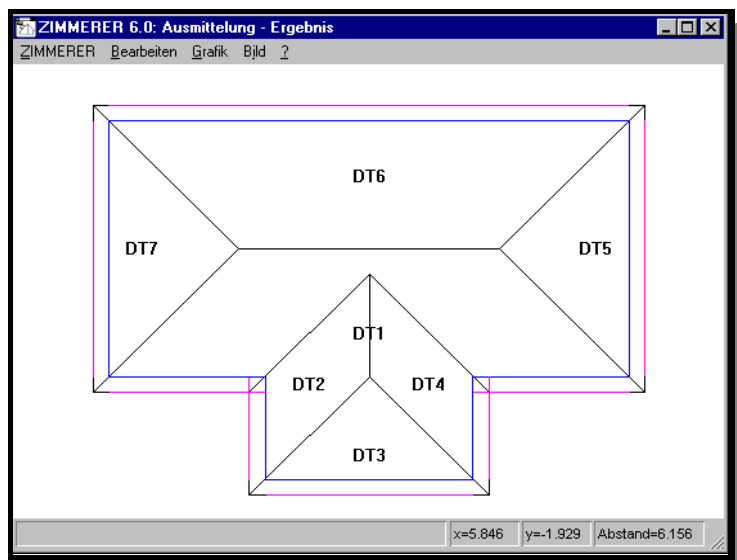 ZIMMERER 6.0: Ausmittelung - Ergebnis
ZIMMERER Bearbeiten Grafik Bild ?
DT6
DT7 DT5
DT1
DT2 DT4
DT3
x=5.846 y=-1.929 Abstand=6.156